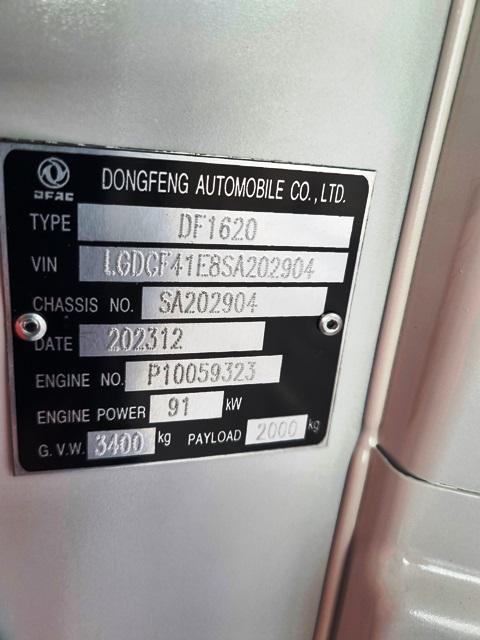 DFAC
DONGFENG AUTOMOBILE CO., LTD.
TYPE DF1620
VIN LGDCF41E8SA202904
CHASSIS NO. SA202904
DATE 202312
ENGINE NO. P10059323
ENGINE POWER 91 kW
G.V.W. 3400 kg PAYLOAD 2000 kg